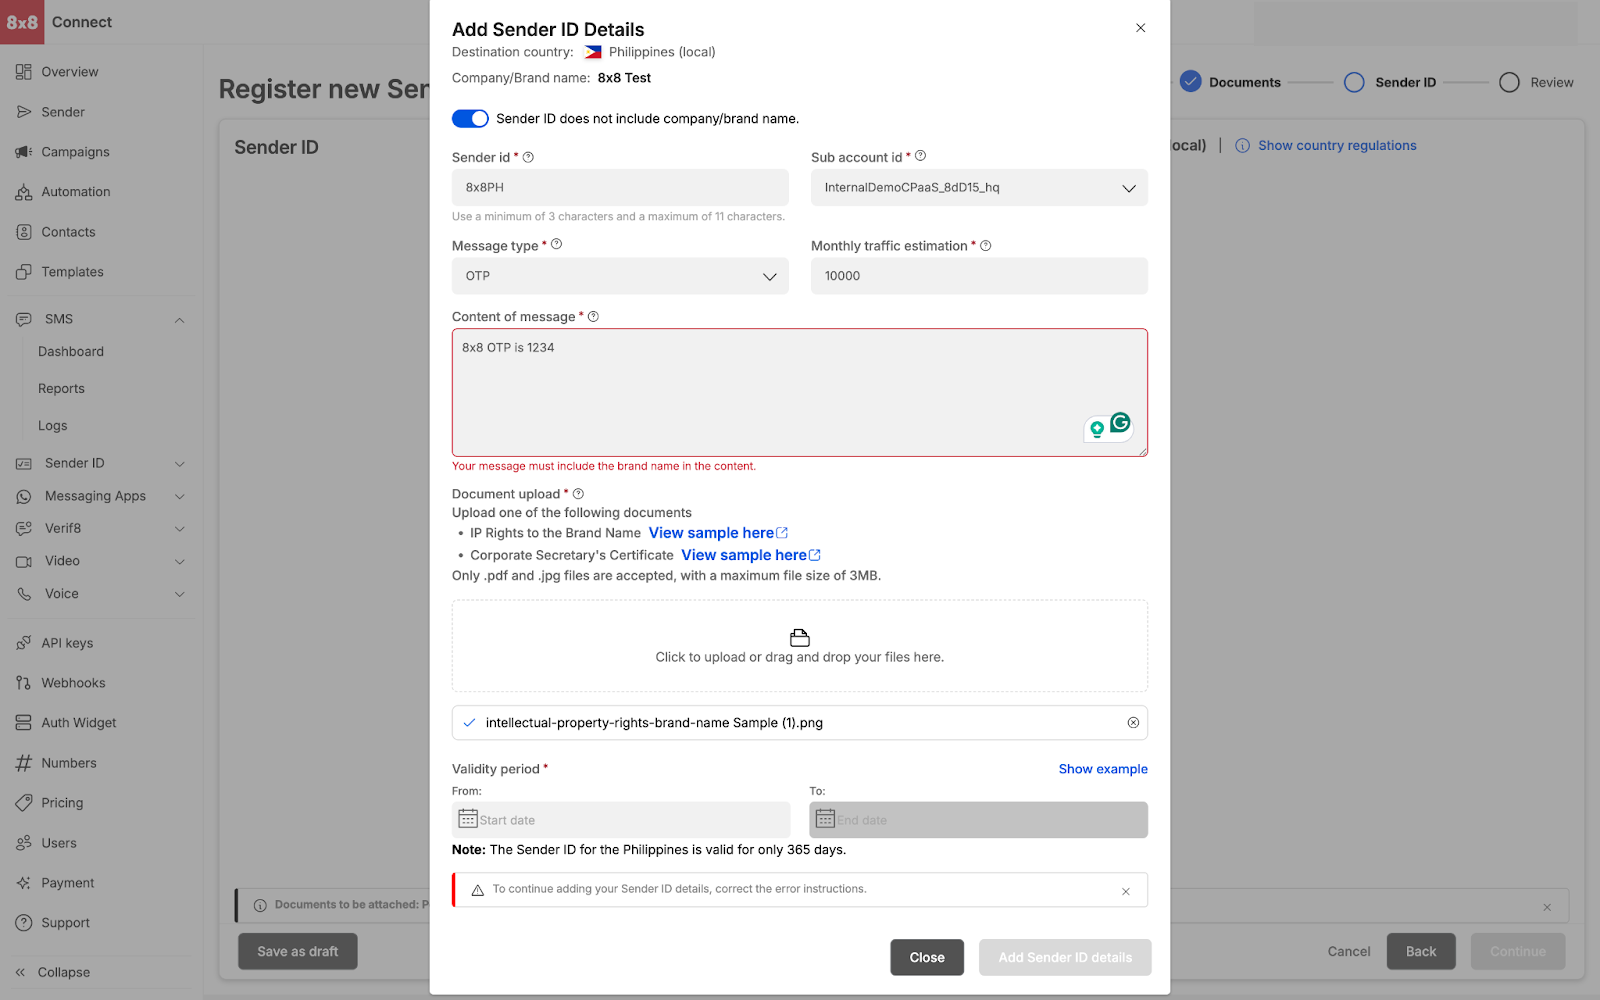 8x8 Connect
Overview
Sender
Campaigns
Automation
Contacts
Templates
SMS
Dashboard
Reports
Logs
Sender ID
Messaging Apps
Verif8
Video
Voice
API keys
Webhooks
Auth Widget
Numbers
Pricing
Users
Payment
Support
Collapse
Register new Ser
Documents
Sender ID
Review
Sender ID
ocal) | Show country regulations
Add Sender ID Details
Destination country: Philippines (local)
Company/Brand name: 8x8 Test
Sender ID does not include company/brand name.
Sender id *
8x8PH
Use a minimum of 3 characters and a maximum of 11 characters.
Sub account id *
InternalDemoCPaaS_8dD15_hq
Message type *
OTP
Monthly traffic estimation *
10000
Content of message *
8x8 OTP is 1234
Your message must include the brand name in the content.
Document upload *
Upload one of the following documents
• IP Rights to the Brand Name View sample here
• Corporate Secretary's Certificate View sample here
Only .pdf and .jpg files are accepted, with a maximum file size of 3MB.
Click to upload or drag and drop your files here.
intellectual-property-rights-brand-name Sample (1).png
Validity period *
Show example
From:
Start date
To:
End date
Note: The Sender ID for the Philippines is valid for only 365 days.
To continue adding your Sender ID details, correct the error instructions.
Close
Add Sender ID details
Documents to be attached: P
Save as draft
Cancel
Back
Continue